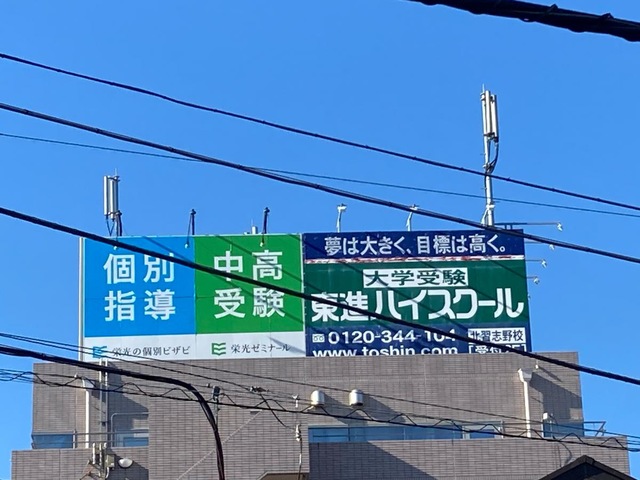 個別
指導
中高
受験
栄光の個別ビザビ
栄光ゼミナール
夢は大きく、目標は高く。
大学受験
東進ハイスクール
0120-344-104
北習志野校
www.toshin.com